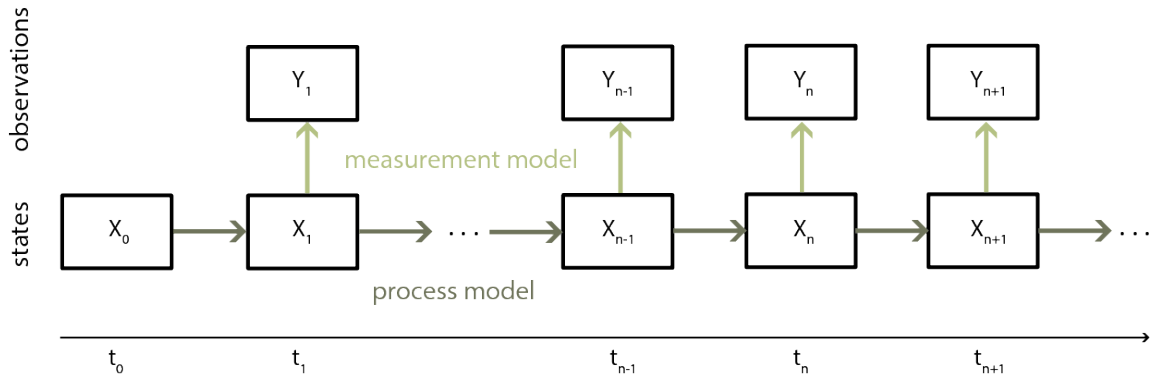 observations
Y₁ Yₙ₋₁ Yₙ Yₙ₊₁
measurement model
states
X₀ X₁ ... Xₙ₋₁ Xₙ Xₙ₊₁ ...
process model
t₀ t₁ tₙ₋₁ tₙ tₙ₊₁